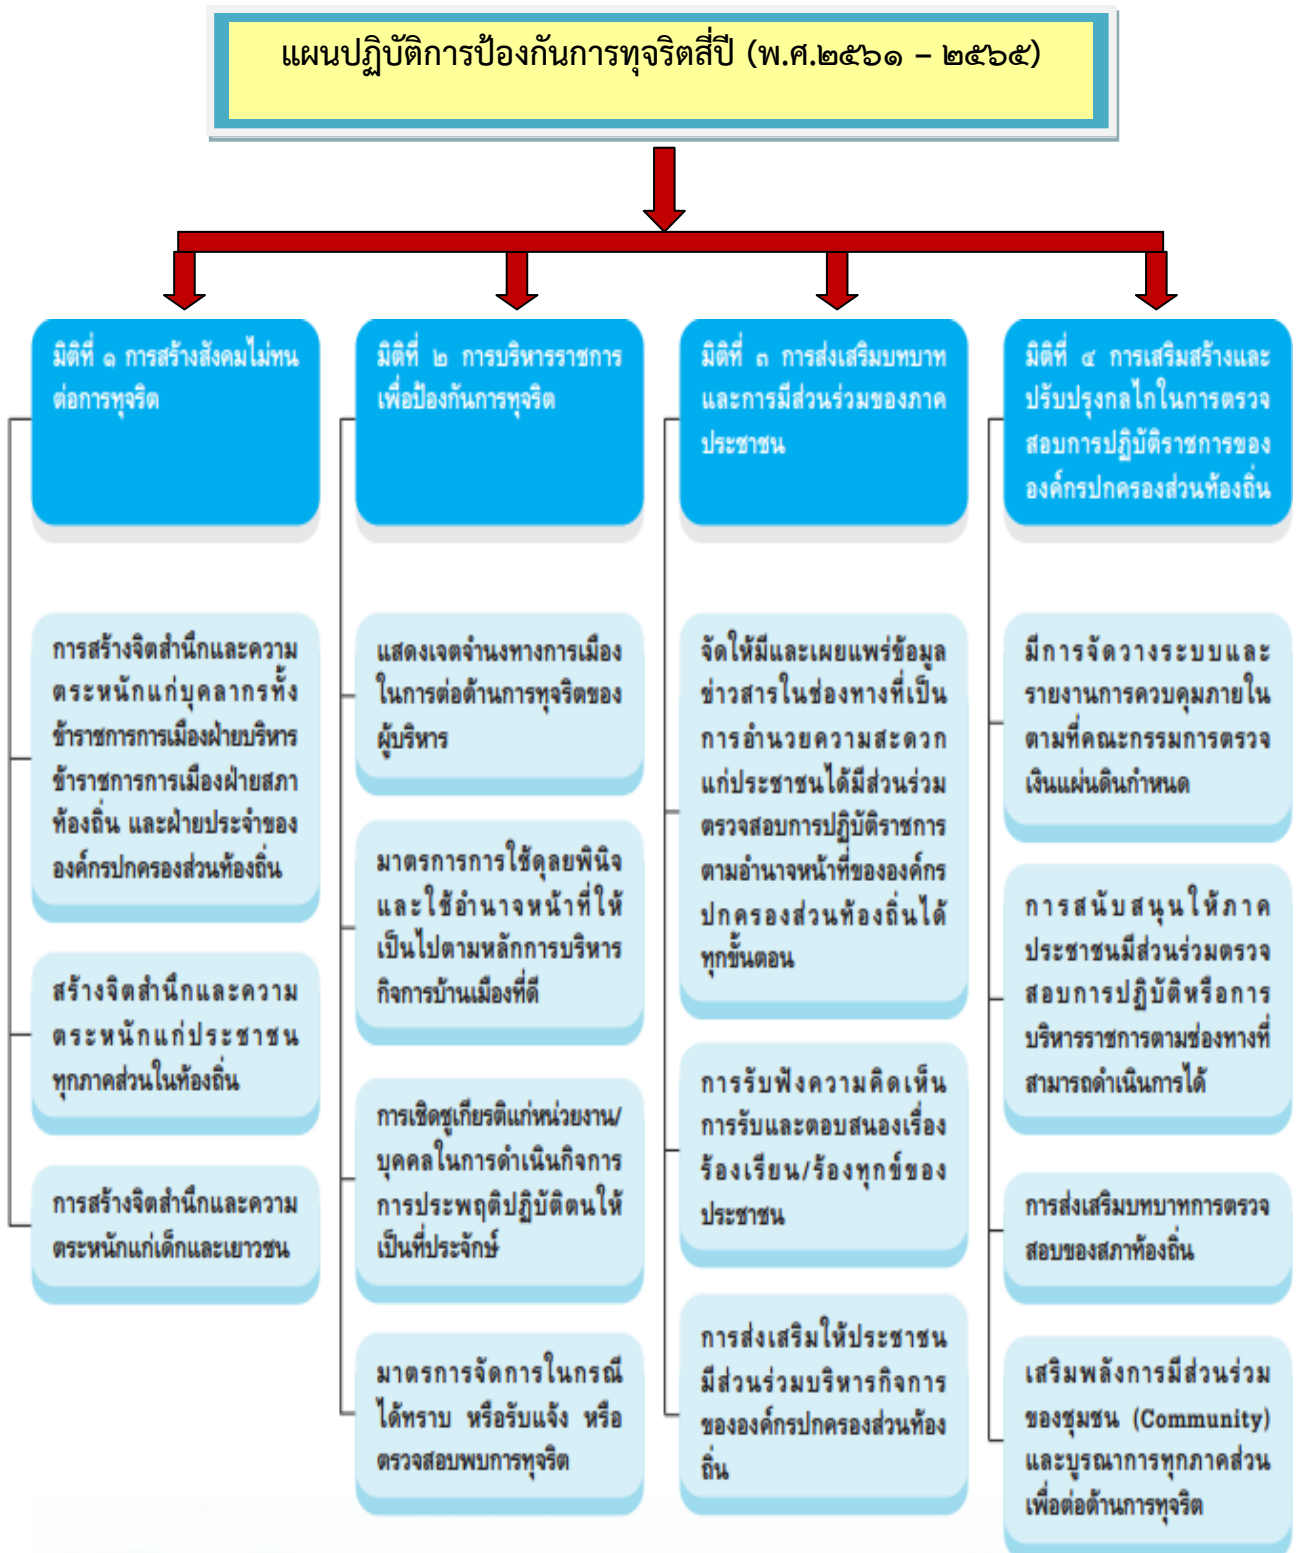 แผนปฏิบัติการป้องกันการทุจริตสี่ปี (พ.ศ.๒๕๖๑ – ๒๕๖๕)
มิติที่ ๑ การสร้างสังคมไม่ทน
ต่อการทุจริต
การสร้างจิตสำนึกและความ
ตระหนักแก่บุคลากรทั้ง
ข้าราชการการเมืองฝ่ายบริหาร
ข้าราชการการเมืองฝ่ายสภา
ท้องถิ่น และฝ่ายประจำของ
องค์กรปกครองส่วนท้องถิ่น
สร้างจิตสำนึกและความ
ตระหนักแก่ประชาชน
ทุกภาคส่วนในท้องถิ่น
การสร้างจิตสำนึกและความ
ตระหนักแก่เด็กและเยาวชน
มิติที่ ๒ การบริหารราชการ
เพื่อป้องกันการทุจริต
แสดงเจตจำนงทางการเมือง
ในการต่อต้านการทุจริตของ
ผู้บริหาร
มาตรการการใช้ดุลยพินิจ
และใช้อำนาจหน้าที่ให้
เป็นไปตามหลักการบริหาร
กิจการบ้านเมืองที่ดี
การเชิดชูเกียรติแก่หน่วยงาน/
บุคคลในการดำเนินกิจการ
การประพฤติปฏิบัติตนให้
เป็นที่ประจักษ์
มาตรการจัดการในกรณี
ได้ทราบ หรือรับแจ้ง หรือ
ตรวจสอบพบการทุจริต
มิติที่ ๓ การส่งเสริมบทบาท
และการมีส่วนร่วมของภาค
ประชาชน
จัดให้มีและเผยแพร่ข้อมูล
ข่าวสารในช่องทางที่เป็น
การอำนวยความสะดวก
แก่ประชาชนได้มีส่วนร่วม
ตรวจสอบการปฏิบัติราชการ
ตามอำนาจหน้าที่ขององค์กร
ปกครองส่วนท้องถิ่นได้
ทุกขั้นตอน
การรับฟังความคิดเห็น
การรับและตอบสนองเรื่อง
ร้องเรียน/ร้องทุกข์ของ
ประชาชน
การส่งเสริมให้ประชาชน
มีส่วนร่วมบริหารกิจการ
ขององค์กรปกครองส่วนท้อง
ถิ่น
มิติที่ ๔ การเสริมสร้างและ
ปรับปรุงกลไกในการตรวจ
สอบการปฏิบัติราชการของ
องค์กรปกครองส่วนท้องถิ่น
มีการจัดวางระบบและ
รายงานการควบคุมภายใน
ตามที่คณะกรรมการตรวจ
เงินแผ่นดินกำหนด
การสนับสนุนให้ภาค
ประชาชนมีส่วนร่วมตรวจ
สอบการปฏิบัติหรือการ
บริหารราชการตามช่องทางที่
สามารถดำเนินการได้
การส่งเสริมบทบาทการตรวจ
สอบของสภาท้องถิ่น
เสริมพลังการมีส่วนร่วม
ของชุมชน (Community)
และบูรณาการทุกภาคส่วน
เพื่อต่อต้านการทุจริต